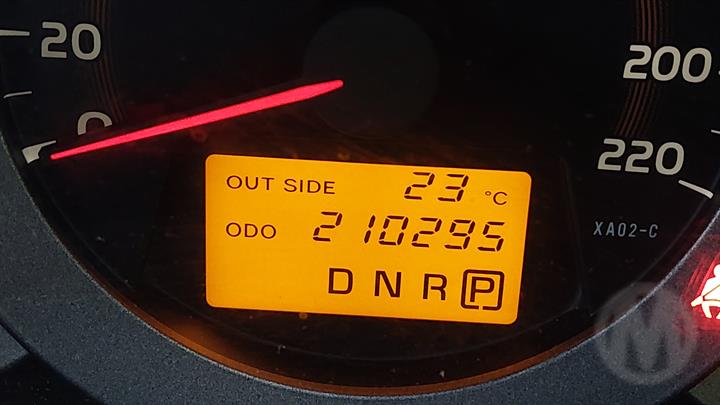 20
0
200
220
OUT SIDE 23 °C
ODO 210295
D N R P
XA02-C
M